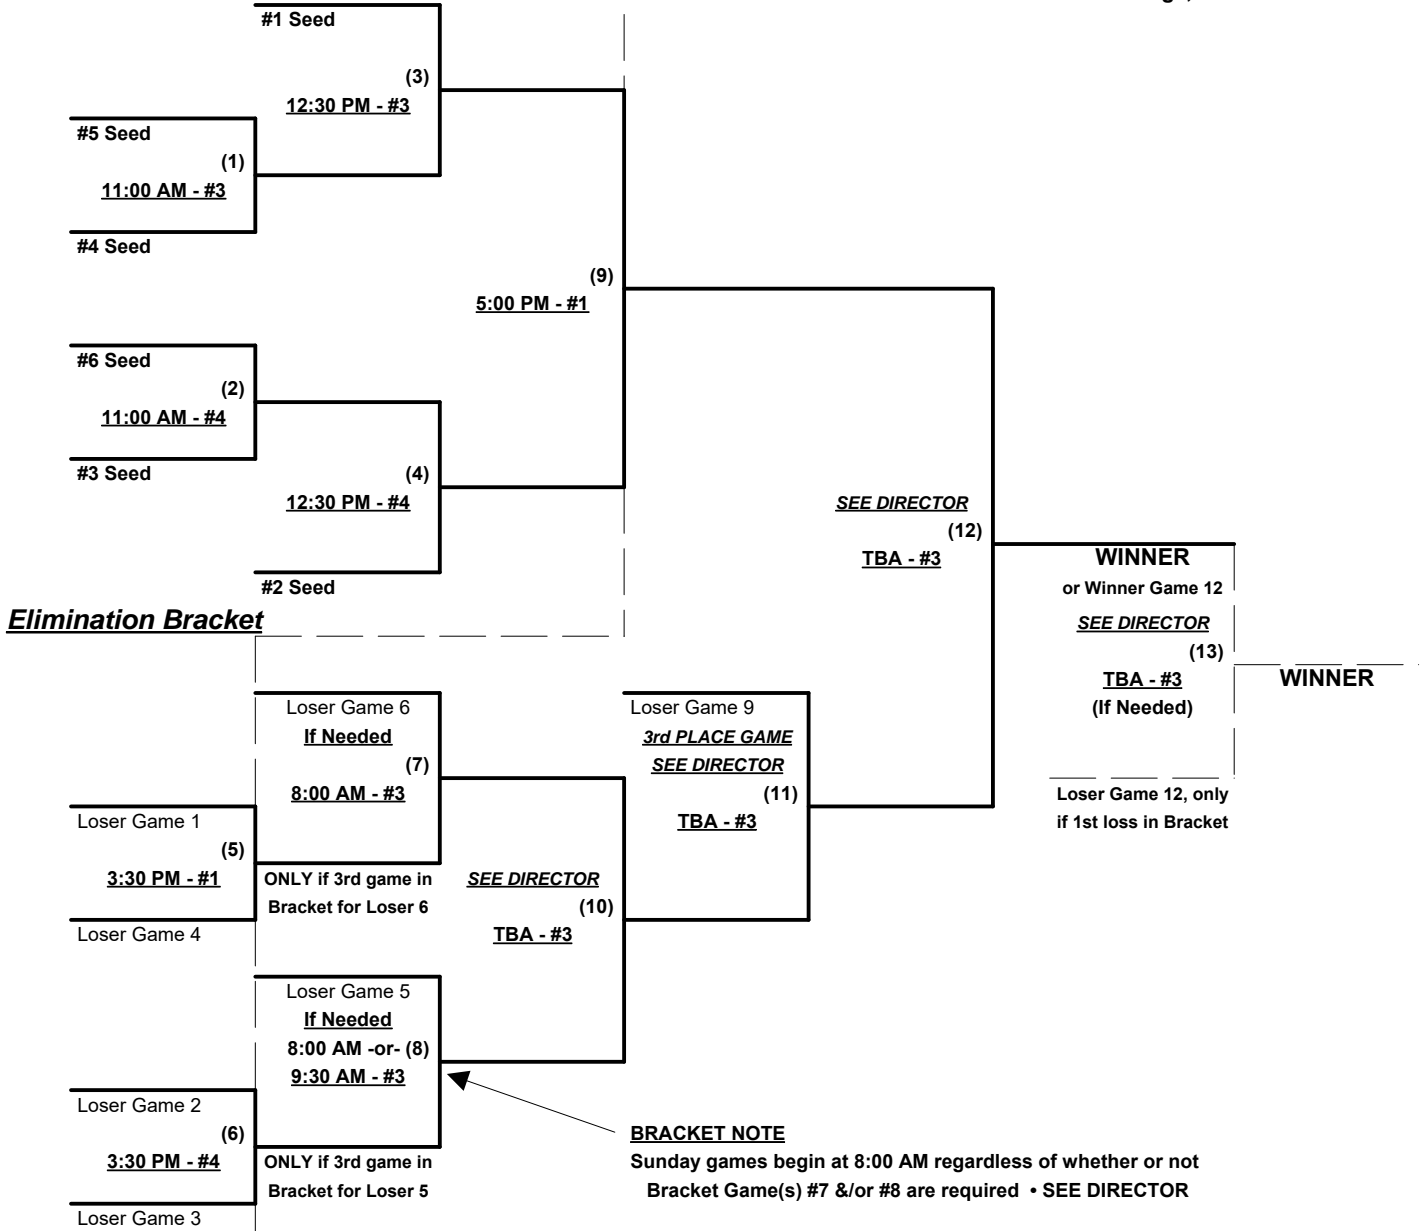 #1 Seed
(3)
12:30 PM - #3
#5 Seed
(1)
11:00 AM - #3
#4 Seed
(9)
5:00 PM - #1
#6 Seed
(2)
11:00 AM - #4
#3 Seed
(4)
12:30 PM - #4
#2 Seed
SEE DIRECTOR
(12)
TBA - #3
WINNER
or Winner Game 12
SEE DIRECTOR
(13)
TBA - #3
(If Needed)
WINNER
Loser Game 12, only
if 1st loss in Bracket
Elimination Bracket
Loser Game 6
If Needed
(7)
8:00 AM - #3
Loser Game 9
3rd PLACE GAME
SEE DIRECTOR
(11)
TBA - #3
Loser Game 1
(5)
3:30 PM - #1
Loser Game 4
ONLY if 3rd game in
Bracket for Loser 6
SEE DIRECTOR
(10)
TBA - #3
Loser Game 5
If Needed
8:00 AM -or- (8)
9:30 AM - #3
Loser Game 2
(6)
3:30 PM - #4
Loser Game 3
ONLY if 3rd game in
Bracket for Loser 5
BRACKET NOTE
Sunday games begin at 8:00 AM regardless of whether or not
Bracket Game(s) #7 &/or #8 are required • SEE DIRECTOR